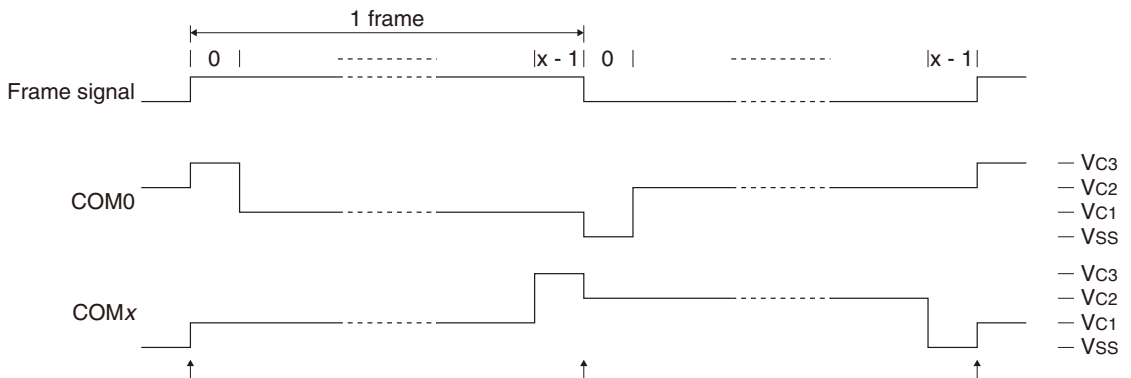 1 frame
0 x - 1 0 x - 1
Frame signal
COM0
VC3
VC2
VC1
VSS
COMx
VC3
VC2
VC1
VSS